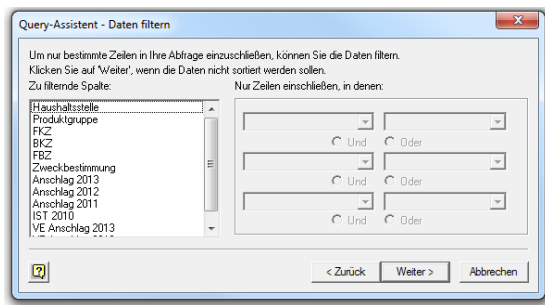 Query-Assistent - Daten filtern
Um nur bestimmte Zeilen in Ihre Abfrage einzuschließen, können Sie die Daten filtern.
Klicken Sie auf 'Weiter', wenn die Daten nicht sortiert werden sollen.
Zu filternde Spalte:
Nur Zeilen einschließen, in denen:
Haushaltsstelle
Produktgruppe
FKZ
BKZ
FBZ
Zweckbestimmung
Anschlag 2013
Anschlag 2012
Anschlag 2011
IST 2010
VE Anschlag 2013
Und Oder
Und Oder
Und Oder
< Zurück Weiter > Abbrechen